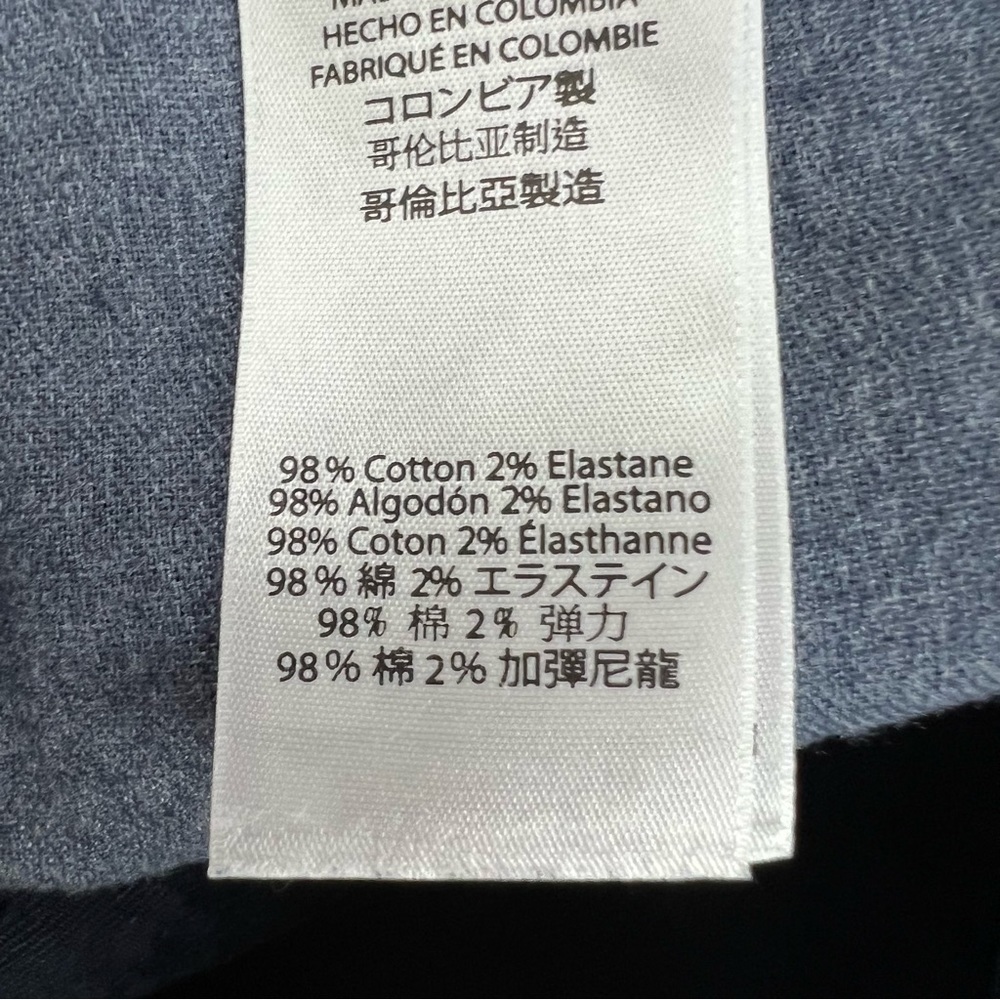 HECHO EN COLOMBIA
FABRIQUÉ EN COLOMBIE
コロンビア製
哥伦比亚制造
哥倫比亞製造
98% Cotton 2% Elastane
98% Algodón 2% Elastano
98% Coton 2% Élasthanne
98% 綿 2% エラステイン
98% 棉 2% 弹力
98% 棉 2% 加彈尼龍